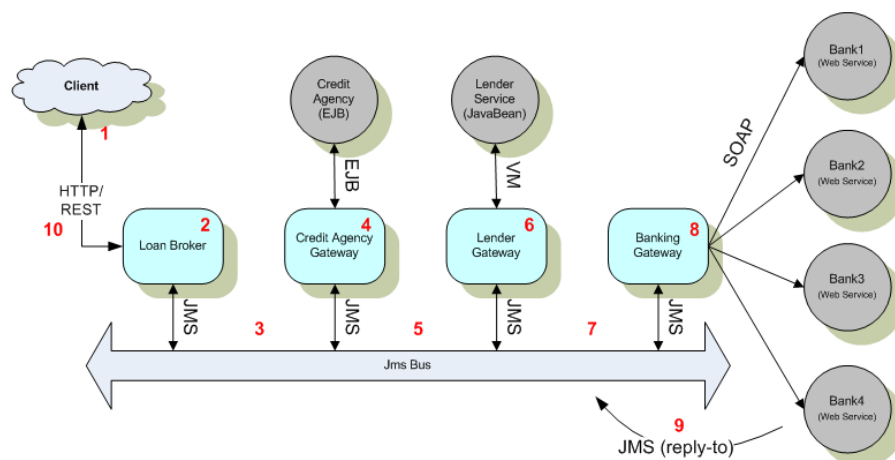 Client
1
HTTP/
REST
10
Loan Broker
2
JMS
3
Credit
Agency
(EJB)
EJB
4
Credit Agency
Gateway
JMS
5
Lender
Service
(JavaBean)
VM
6
Lender
Gateway
JMS
7
8
Banking
Gateway
JMS
SOAP
Bank1
(Web Service)
Bank2
(Web Service)
Bank3
(Web Service)
Bank4
(Web Service)
Jms Bus
9
JMS (reply-to)